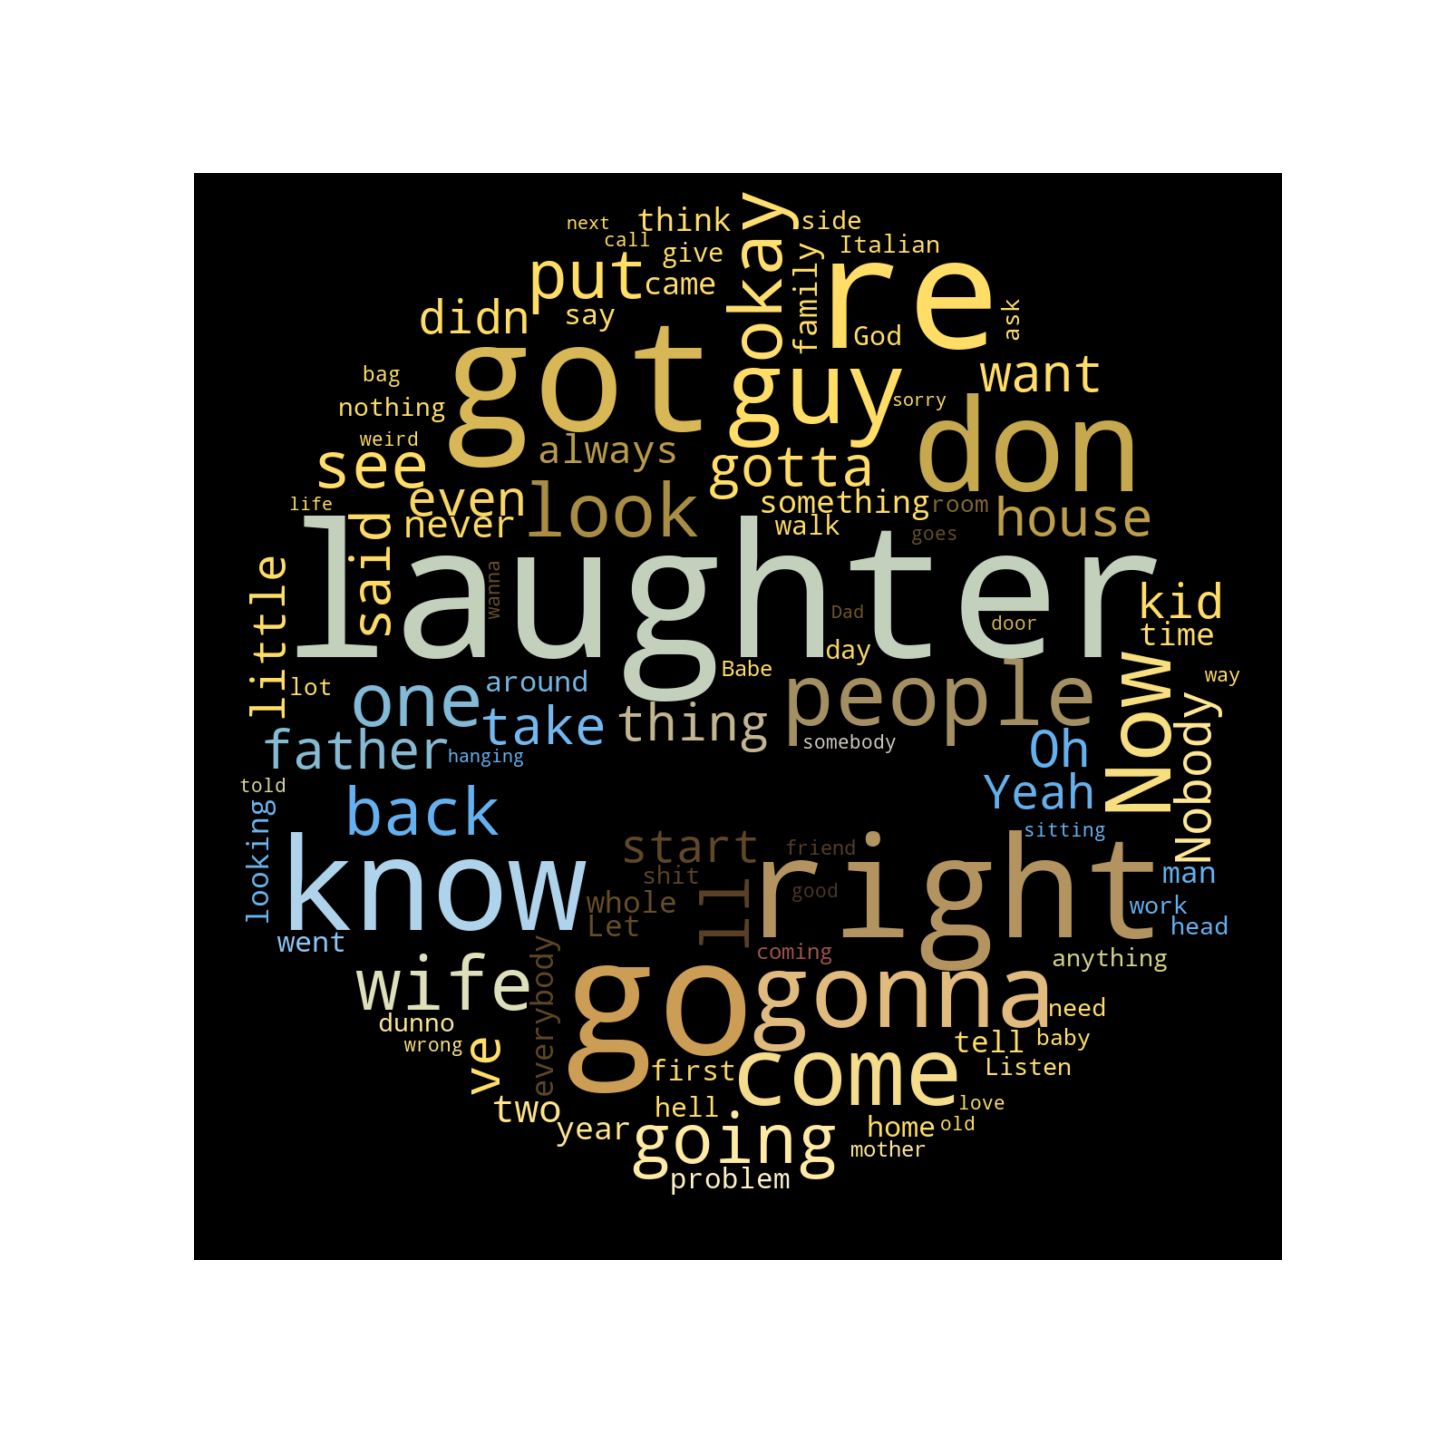 next
call
think
give
came
side
Italian
okay
family
re
ask
God
put
say
didn
go
got
guy
sorry
want
don
bag
nothing
weird
see
always
gotta
life
even
never
look
something
walk
room
goes
house
said
laughter
wanna
Dad
door
kid
time
little
lot
Babe
day
way
one
around
take
thing
people
somebody
Now
Nobody
father
hanging
Oh
Yeah
told
looking
back
sitting
know
start
shit
whole
Let
ll
friend
good
right
man
work
head
went
coming
anything
wife
everybody
go
gonna
need
dunno
wrong
ve
first
come
tell
baby
Listen
two
year
hell
going
love
home
old
mother
problem